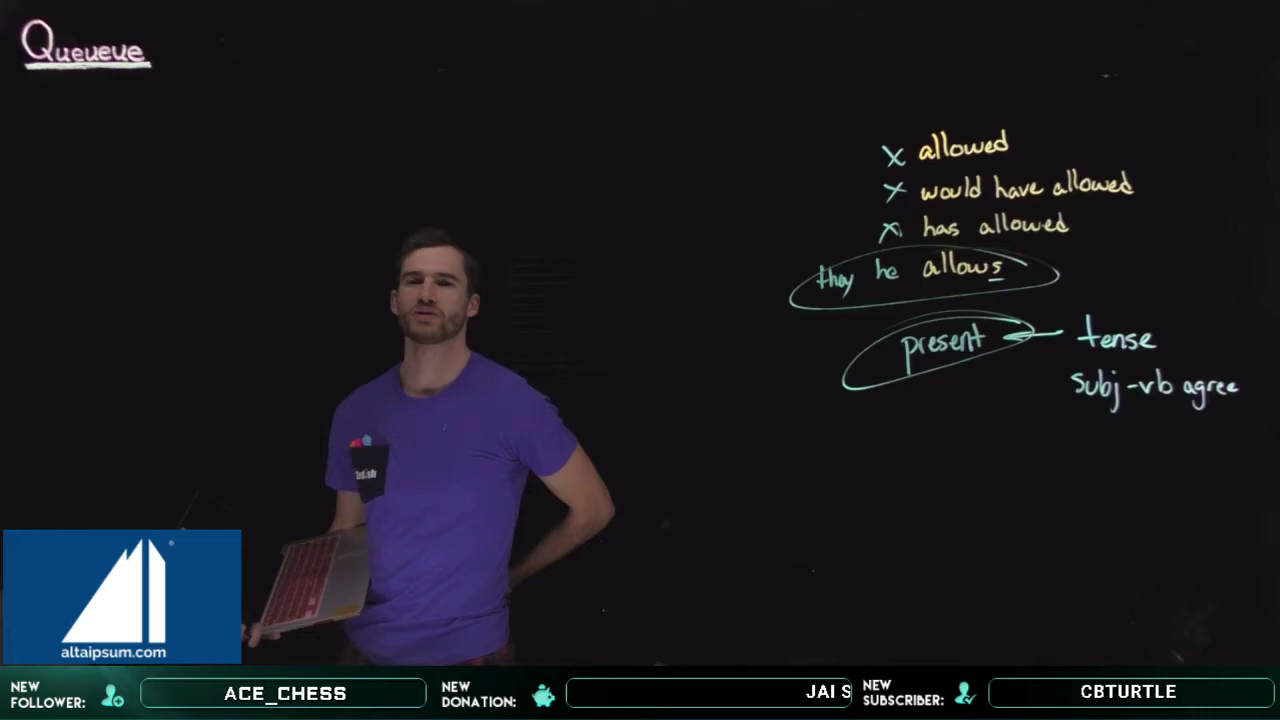 Queueue
x allowed
x would have allowed
x has allowed
they he allows
present
tense
subj-vb agree
altaipsum.com
NEW FOLLOWER:
ACE_CHESS
NEW DONATION:
JAI S
NEW SUBSCRIBER:
CBTURTLE